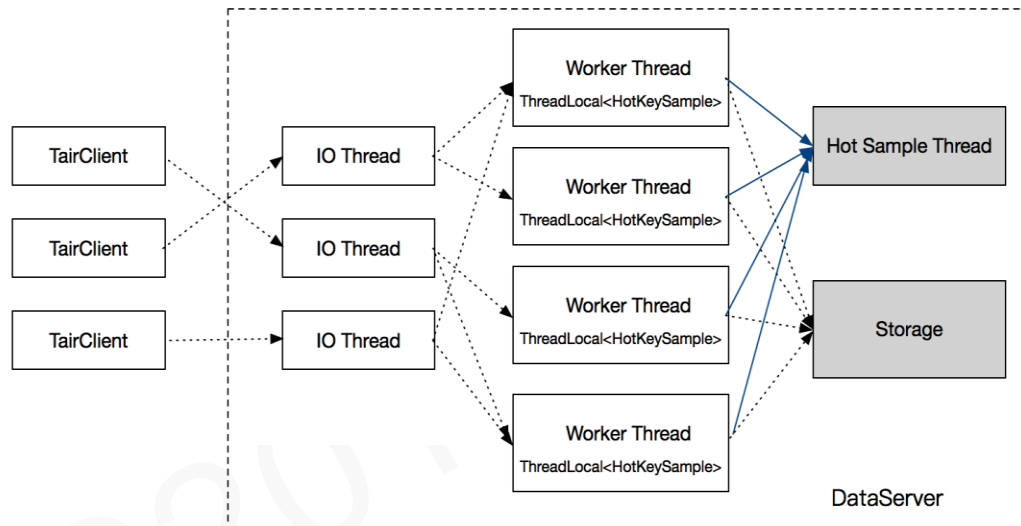 TairClient
TairClient
TairClient
IO Thread
IO Thread
IO Thread
Worker Thread
ThreadLocal<HotKeySample>
Worker Thread
ThreadLocal<HotKeySample>
Worker Thread
ThreadLocal<HotKeySample>
Worker Thread
ThreadLocal<HotKeySample>
Hot Sample Thread
Storage
DataServer